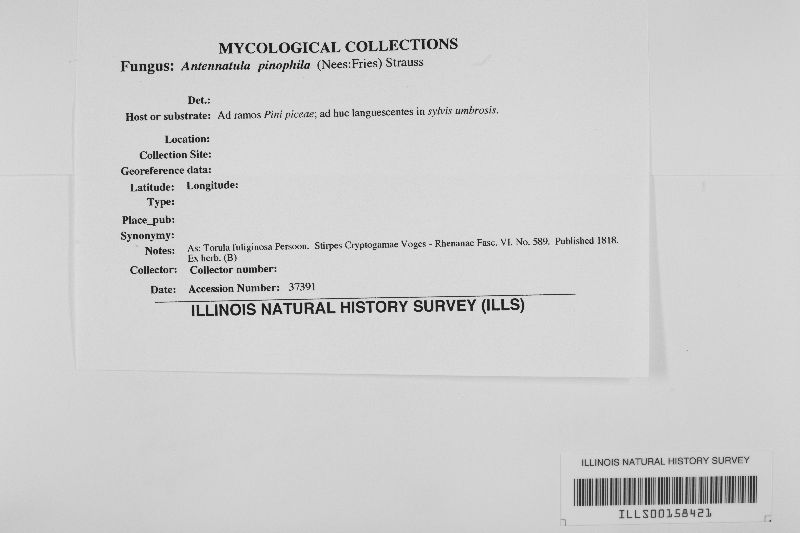 MYCOLOGICAL COLLECTIONS
Fungus: Antennatula pinophila (Nees:Fries) Strauss
Det.:
Host or substrate: Ad ramos Pini piceae; ad huc languescentes in sylvis umbrosis.
Location:
Collection Site:
Georeference data:
Latitude: Longitude:
Type:
Place_pub:
Synonymy:
Notes: As: Torula fuliginosa Persoon. Stirpes Cryptogamae Voges - Rhenanae Fasc. VI. No. 589. Published 1818.
Ex herb. (B)
Collector: Collector number:
Date: Accession Number: 37391
ILLINOIS NATURAL HISTORY SURVEY (ILLS)
ILLINOIS NATURAL HISTORY SURVEY
ILLS00158421